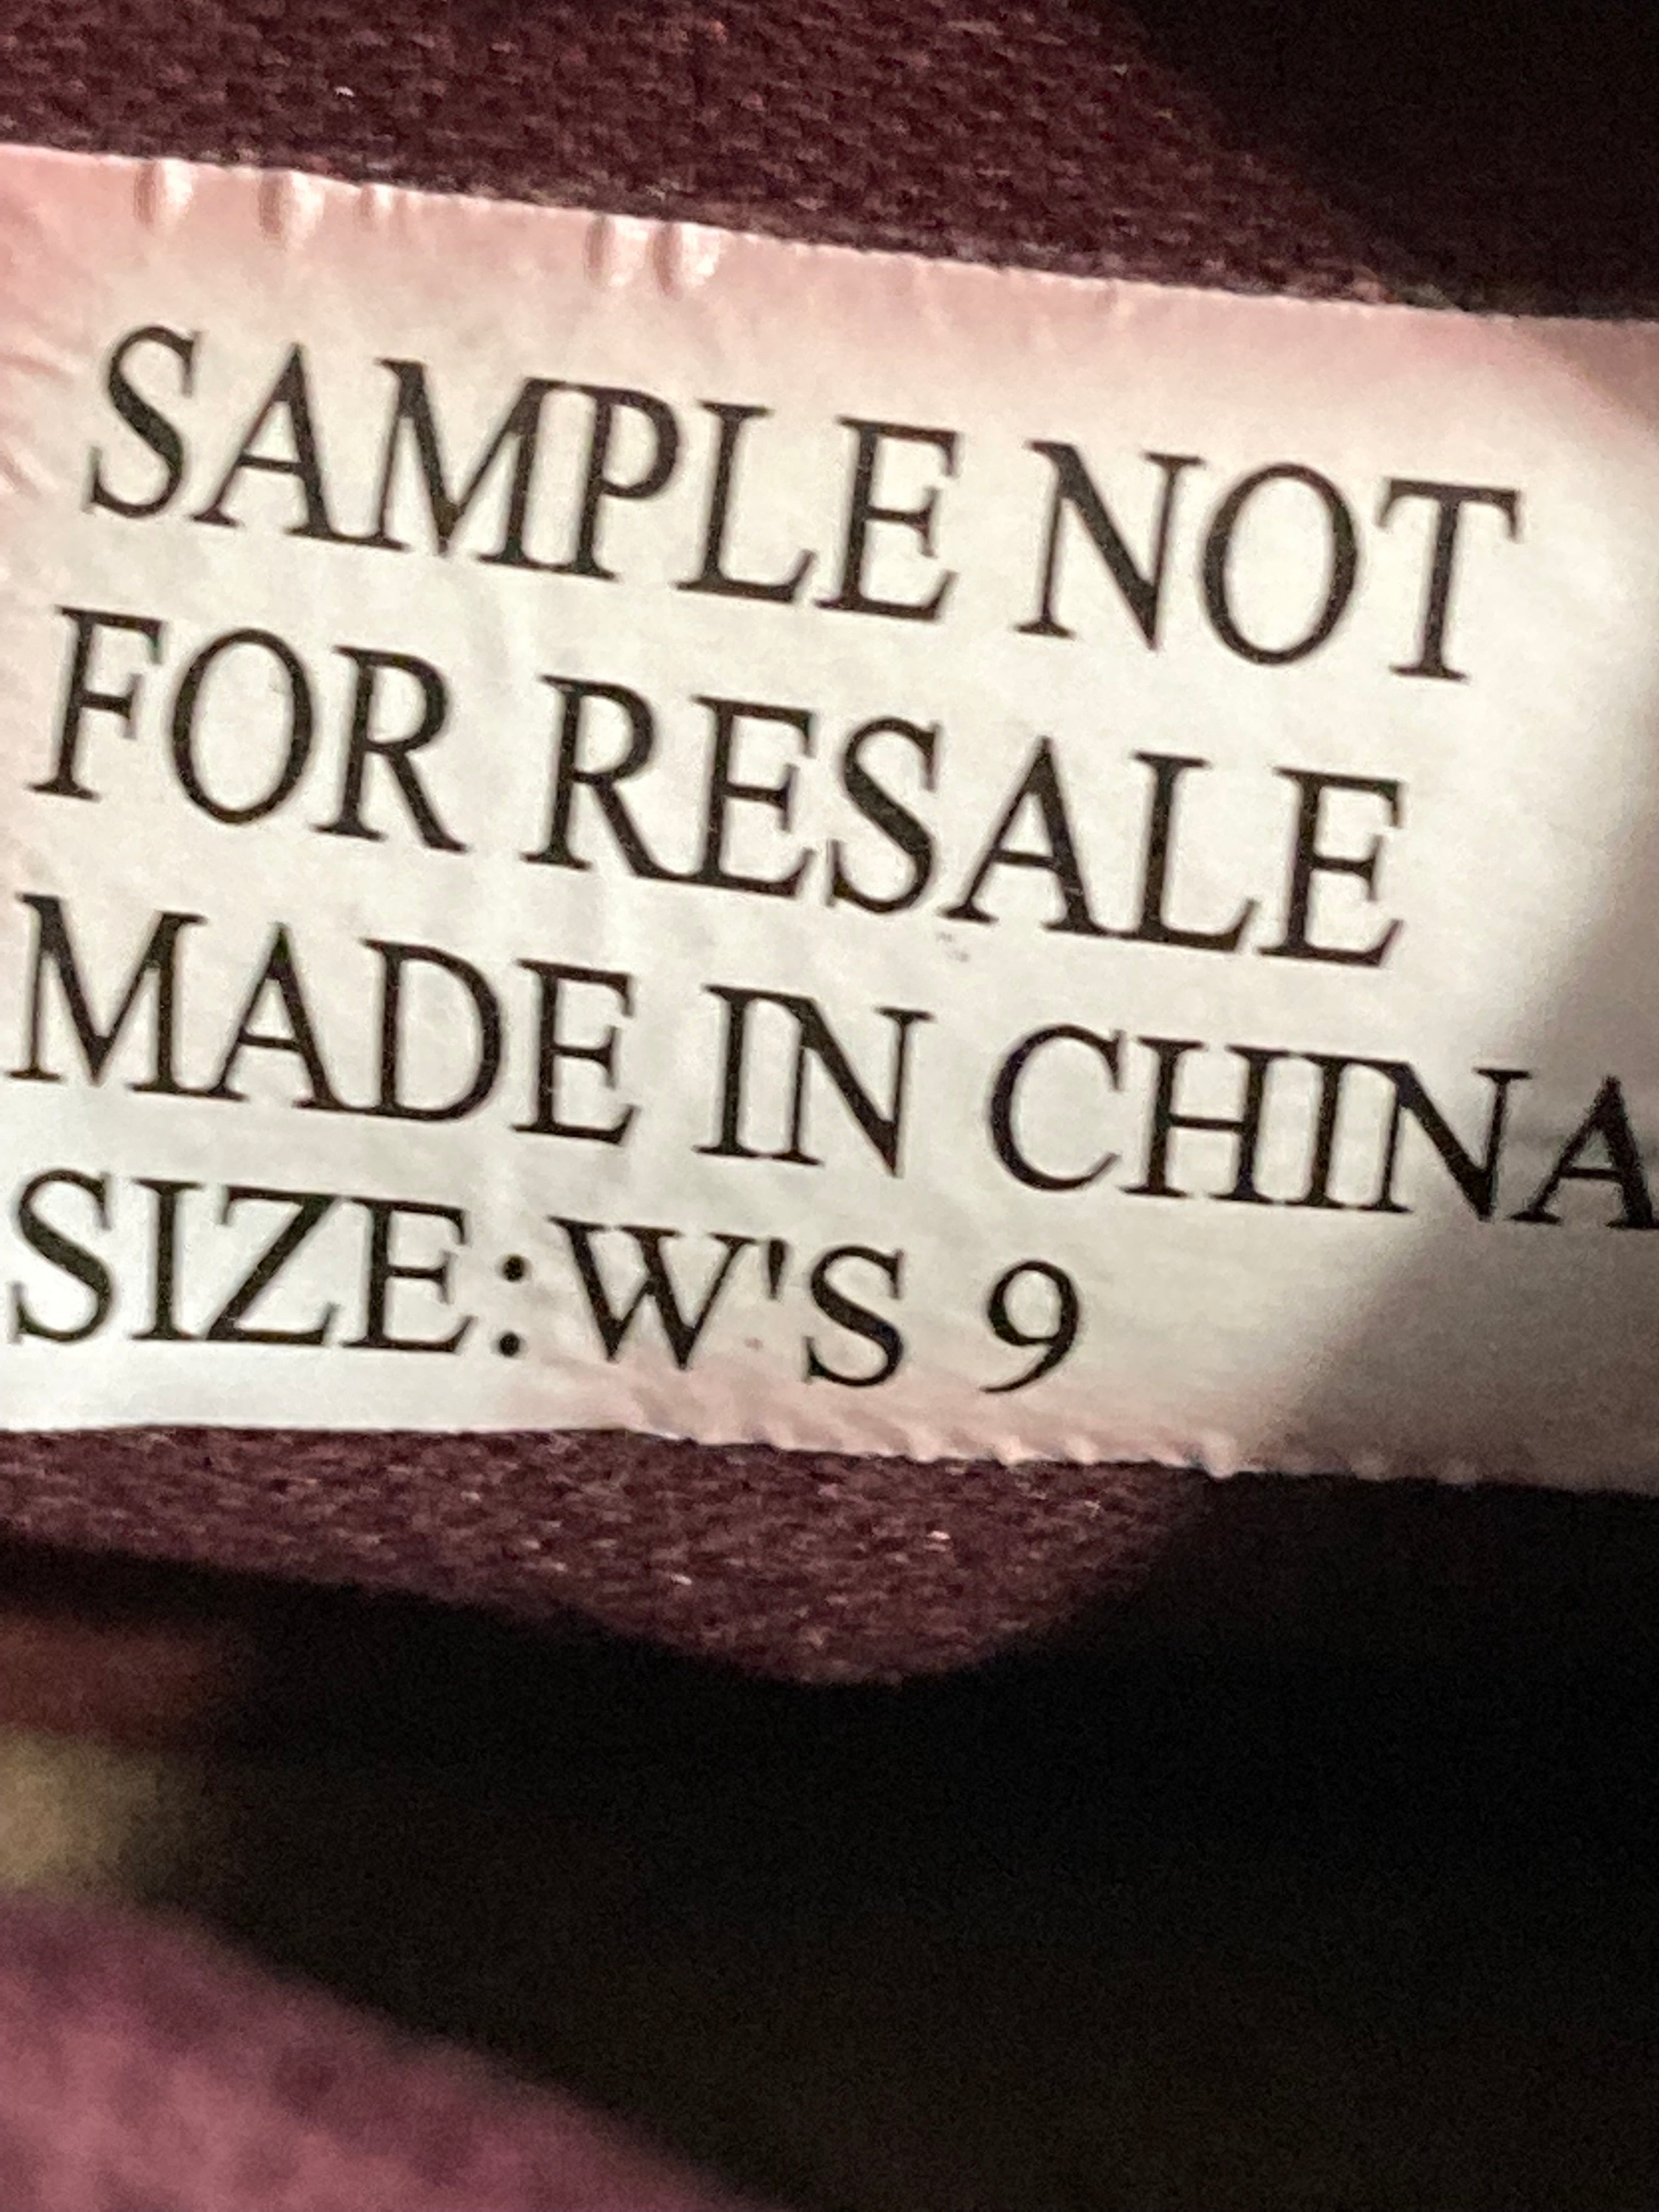 SAMPLE NOT
FOR RESALE
MADE IN CHINA
SIZE:W'S 9